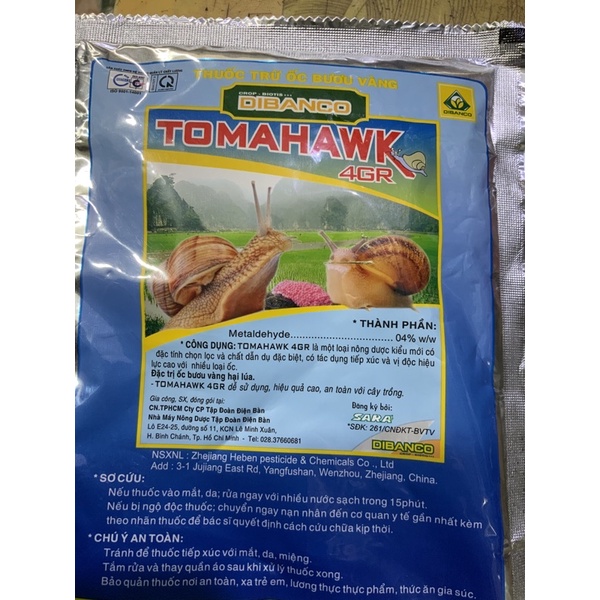 THUỐC TRỪ ỐC BƯƠU VÀNG
DIBANCO
DIBANCO
TOMAHAWK
4GR
* THÀNH PHẦN:
Metaldehyde.................................. 04% w/w
* CÔNG DỤNG: TOMAHAWK 4GR là một loại nông dược kiểu mới có
đặc tính chọn lọc và chất dẫn dụ đặc biệt, có tác dụng tiếp xúc và vị độc hiệu
lực cao với nhiều loại ốc.
Đặc trị ốc bươu vàng hại lúa.
- TOMAHAWK 4GR dễ sử dụng, hiệu quả cao, an toàn với cây trồng.
Gia công, SX, đóng gói tại:
CN.TPHCM Cty CP Tập Đoàn Điện Bàn
Nhà Máy Nông Dược Tập Đoàn Điện Bàn
Lô E24-25, đường số 11, KCN Lê Minh Xuân,
H. Bình Chánh, Tp. Hồ Chí Minh - Tel: 028.37660681
Đăng ký bởi:
SARA
*SĐK: 261/CNĐKT-BVTV
DIBANCO
NSXNL : Zhejiang Heben pesticide & Chemicals Co ., Ltd
Add : 3-1 Jujiang East Rd, Yangfushan, Wenzhou, Zhejiang, China.
* SƠ CỨU:
Nếu thuốc vào mắt, da; rửa ngay với nhiều nước sạch trong 15phút.
Nếu bị ngộ độc thuốc; chuyển ngay nạn nhân đến cơ quan y tế gần nhất kèm
theo nhãn thuốc để bác sĩ quyết định cách cứu chữa kịp thời.
* CHÚ Ý AN TOÀN:
Tránh để thuốc tiếp xúc với mắt, da, miệng.
Tắm rửa và thay quần áo sau khi xử lý thuốc xong.
Bảo quản thuốc nơi an toàn, xa trẻ em, lương thực thực phẩm, thức ăn gia súc.